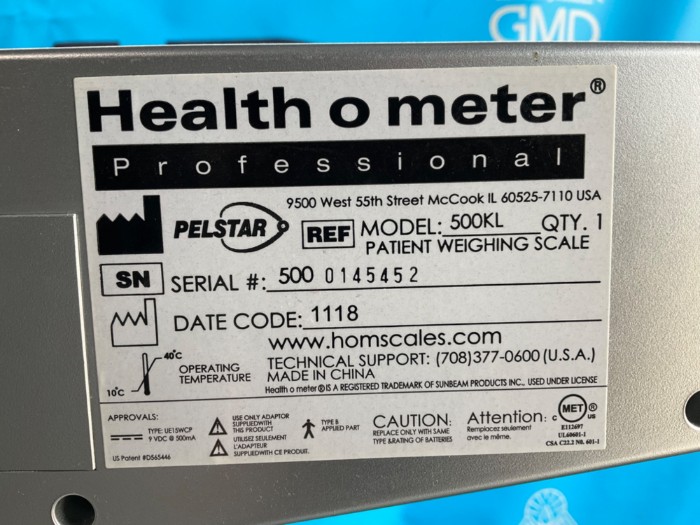 GMD
Health o meter®
Professional
9500 West 55th Street McCook IL 60525-7110 USA
PELSTAR
REF MODEL: 500KL QTY. 1
PATIENT WEIGHING SCALE
SN SERIAL #: 500 0145452
DATE CODE: 1118
www.homscales.com
40°C
10°C
OPERATING
TEMPERATURE
TECHNICAL SUPPORT: (708)377-0600 (U.S.A.)
MADE IN CHINA
Health o meter ® IS A REGISTERED TRADEMARK OF SUNBEAM PRODUCTS INC., USED UNDER LICENSE
APPROVALS:
TYPE: UE15WCP
9 VDC @ 500mA
US Patent #D565446
USE ONLY ADAPTOR
SUPPLIED WITH
THIS PRODUCT
UTILISEZ SEULEMENT
L'ADAPTEUR
SUPPLIED WITH CE PRODUIT.
TYPE B
APPLIED PART
CAUTION:
REPLACE ONLY WITH SAME
TYPE & RATING OF BATTERIES
Attention:
Remplacez seulement
avec le même.
c MET ® us
E112697
UL60601-1
CSA C22.2 N0. 601-1